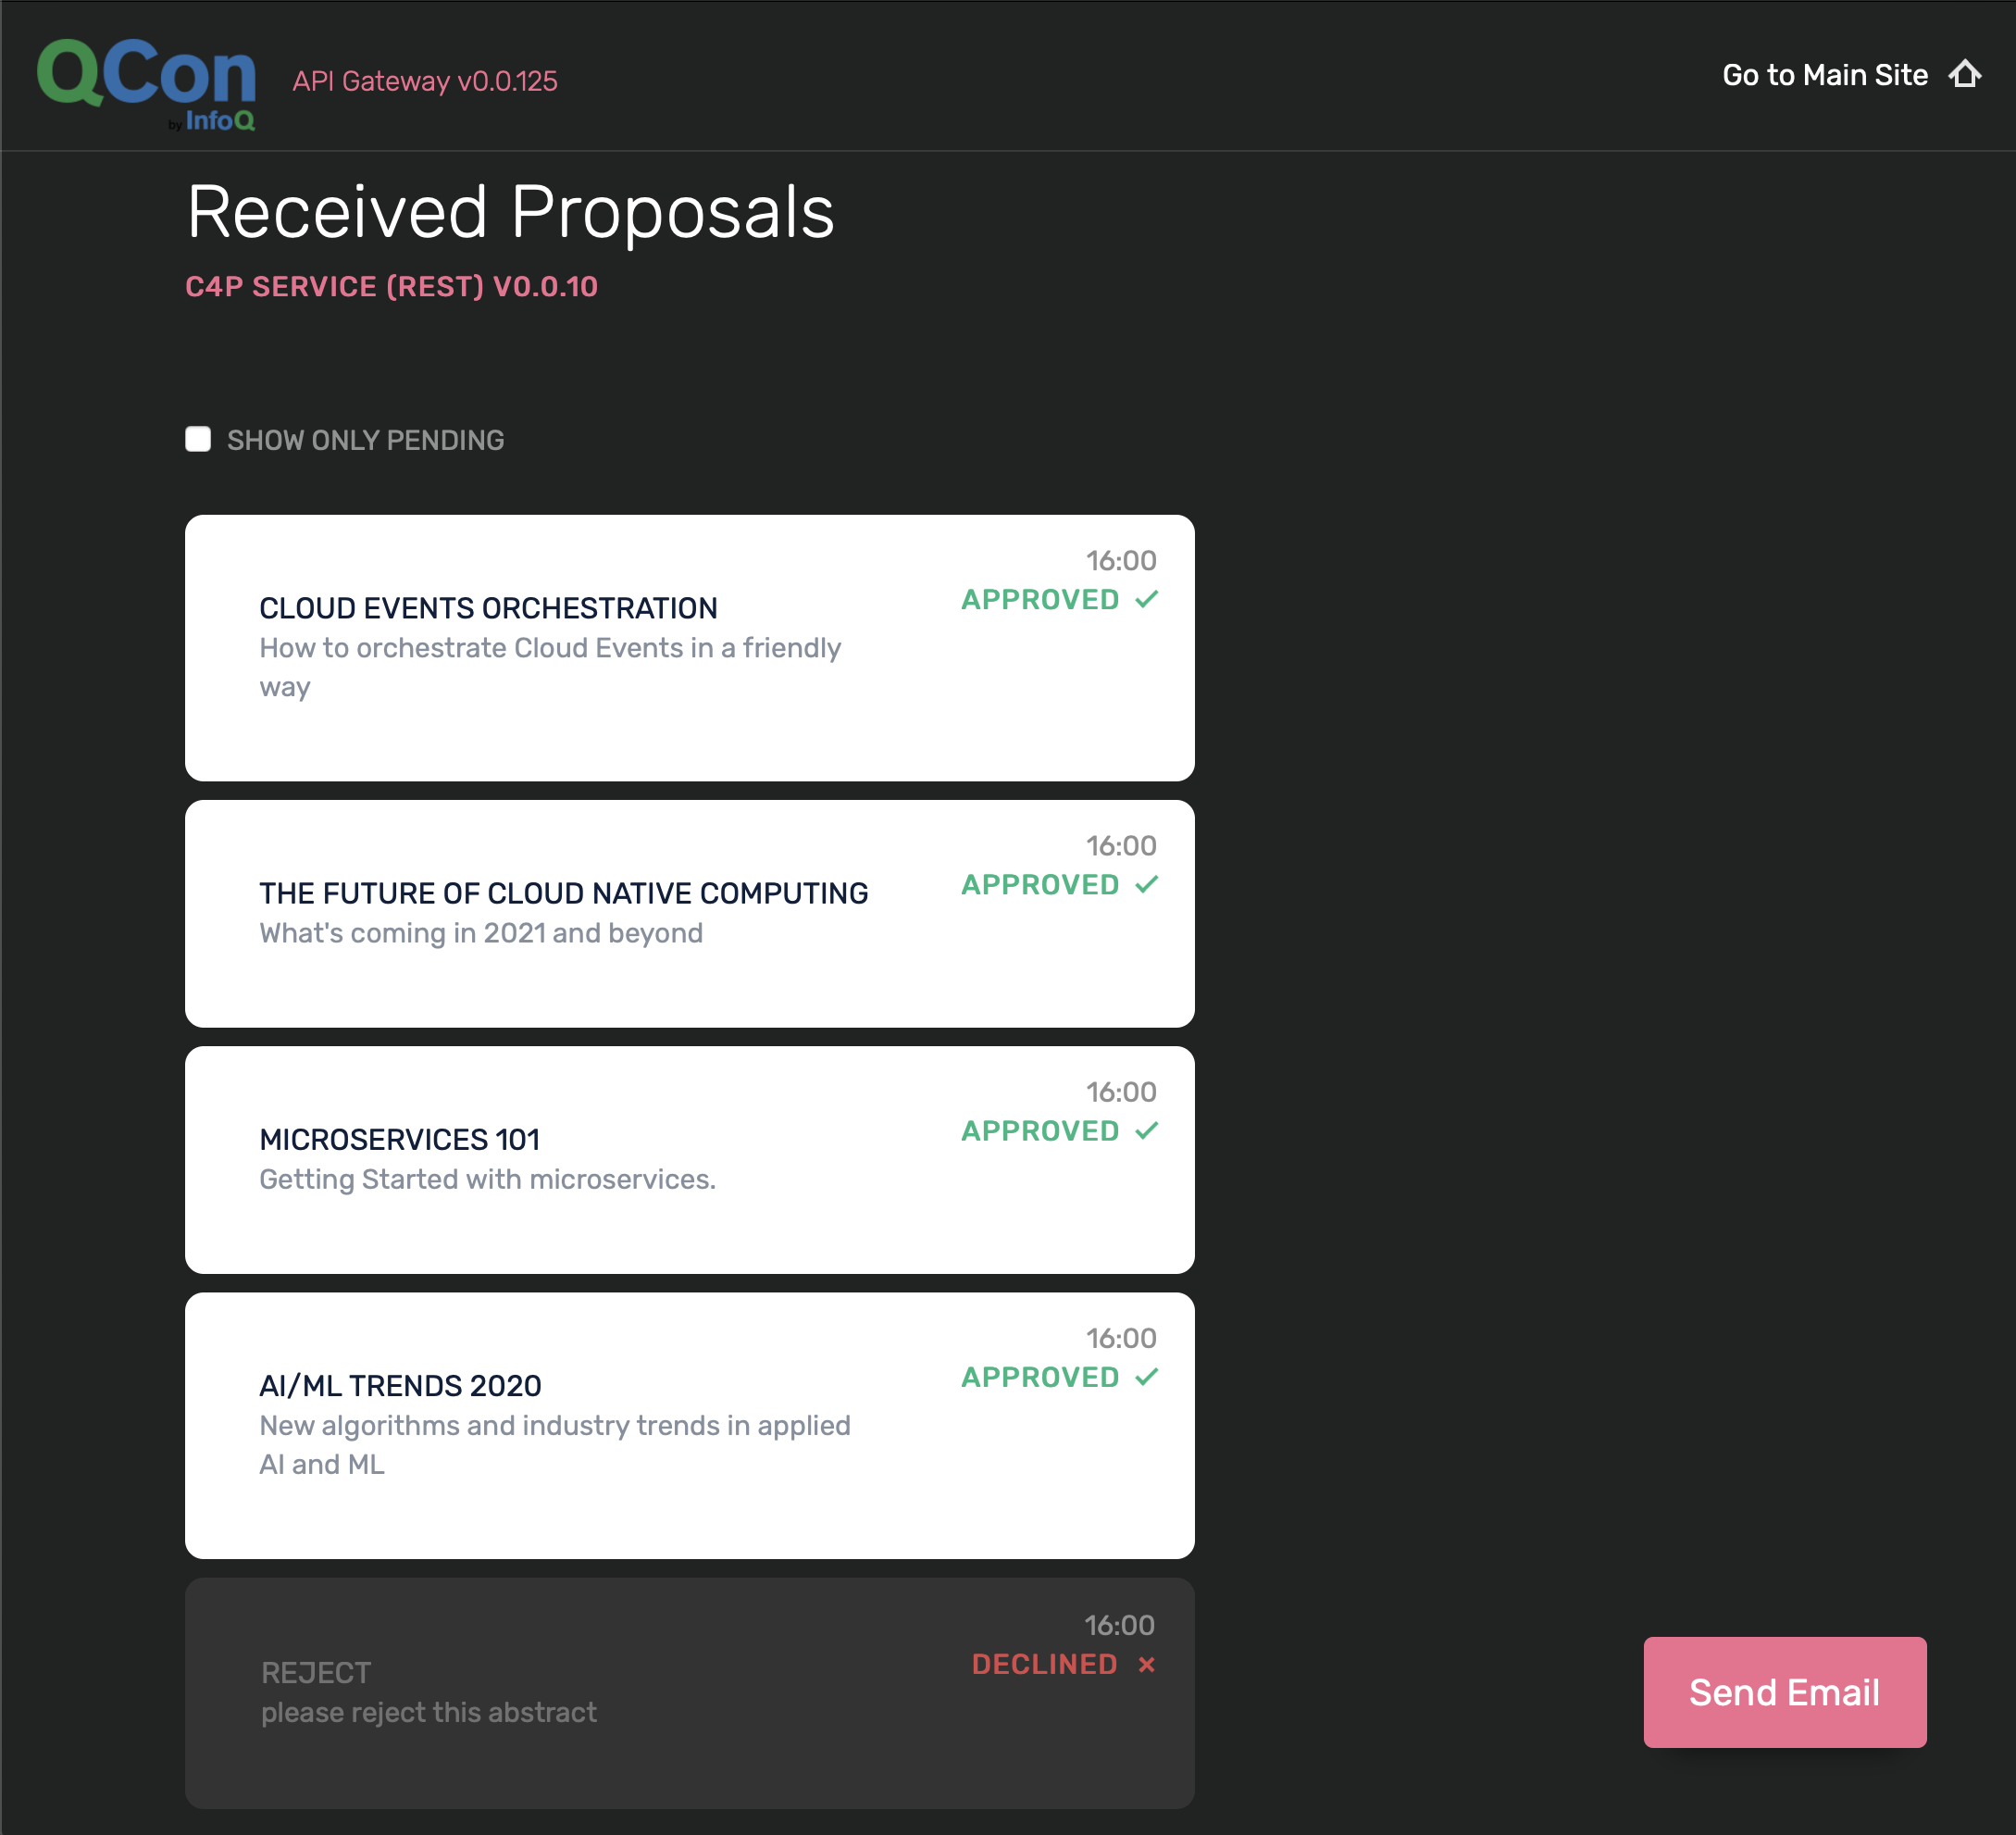 QCon
by InfoQ
API Gateway v0.0.125
Go to Main Site
Received Proposals
C4P SERVICE (REST) V0.0.10
SHOW ONLY PENDING
16:00
APPROVED
CLOUD EVENTS ORCHESTRATION
How to orchestrate Cloud Events in a friendly
way
16:00
APPROVED
THE FUTURE OF CLOUD NATIVE COMPUTING
What's coming in 2021 and beyond
16:00
APPROVED
MICROSERVICES 101
Getting Started with microservices.
16:00
APPROVED
AI/ML TRENDS 2020
New algorithms and industry trends in applied
AI and ML
16:00
DECLINED
REJECT
please reject this abstract
Send Email